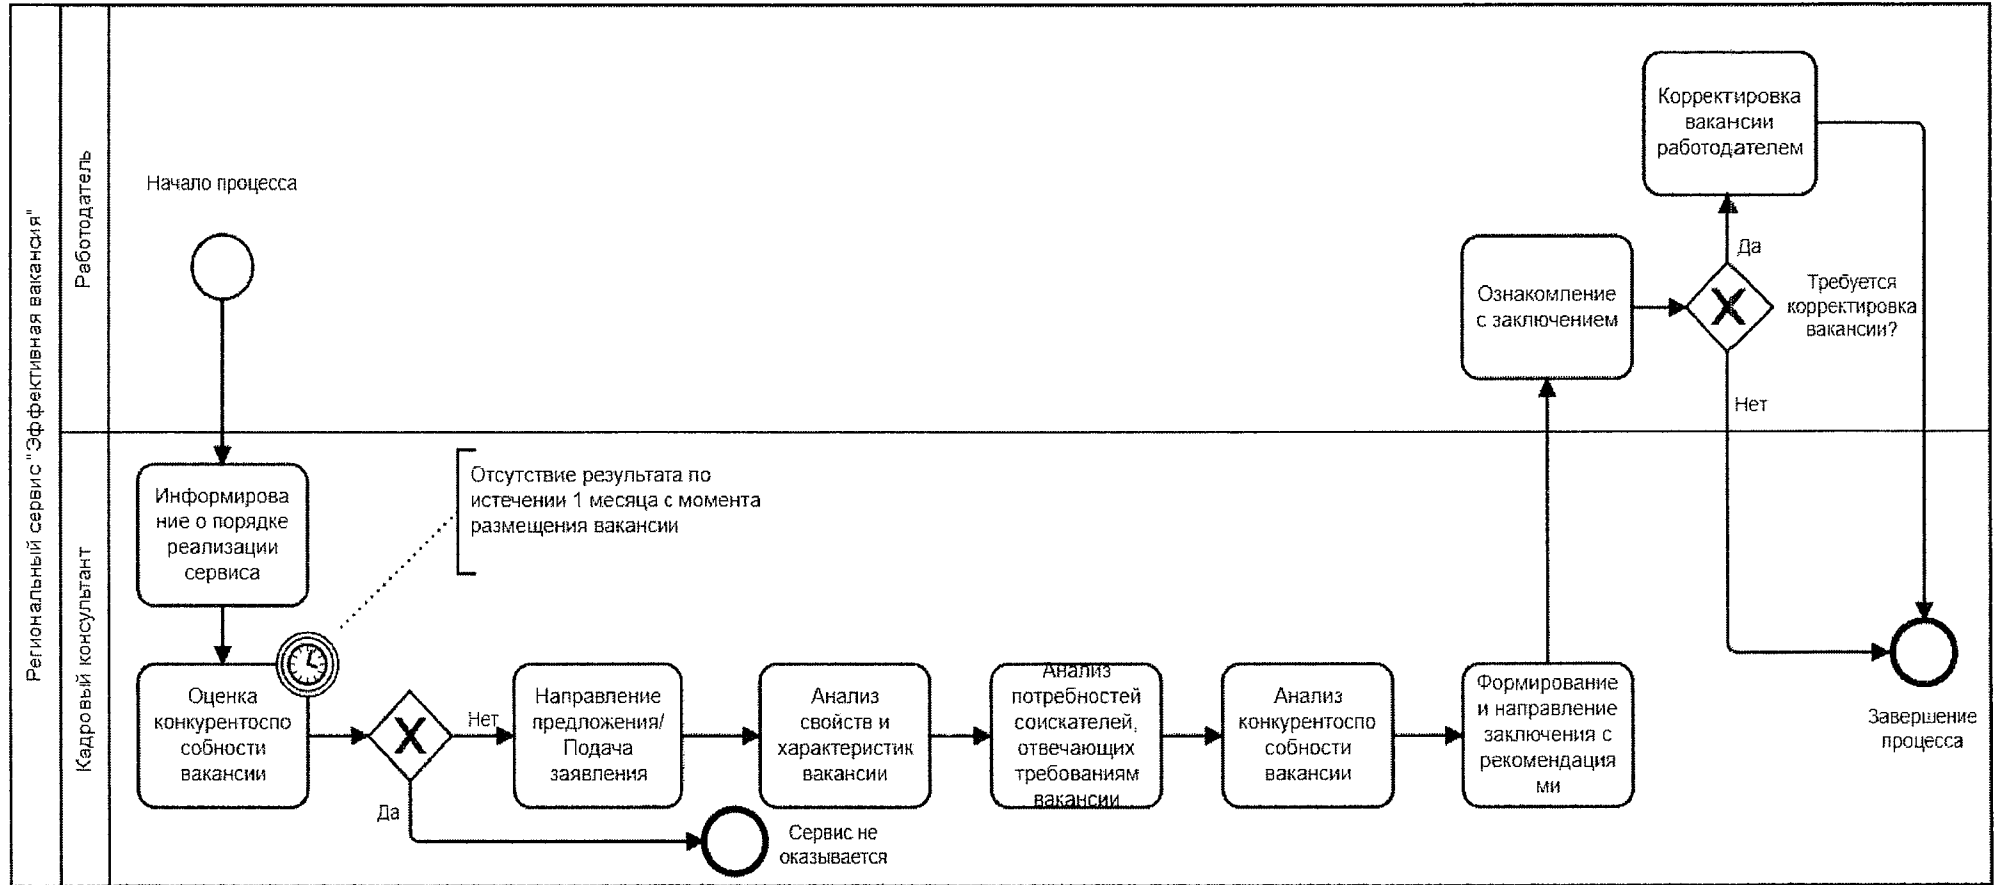 Региональный сервис "Эффективная вакансия"
Работодатель
Кадровый консультант
Начало процесса
Корректировка
вакансии
работодателем
Да
Ознакомление
с заключением
Требуется
корректировка
вакансии?
Нет
Информирова
ние о порядке
реализации
сервиса
Отсутствие результата по
истечении 1 месяца с момента
размещения вакансии
Оценка
конкурентоспо
собности
вакансии
Нет
Да
Направление
предложения/
Подача
заявления
Анализ
свойств и
характеристик
вакансии
Анализ
потребностей
соискателей,
отвечающих
требованиям
вакансии
Анализ
конкурентоспо
собности
вакансии
Формирование
и направление
заключения с
рекомендация
ми
Завершение
процесса
Сервис не
оказывается